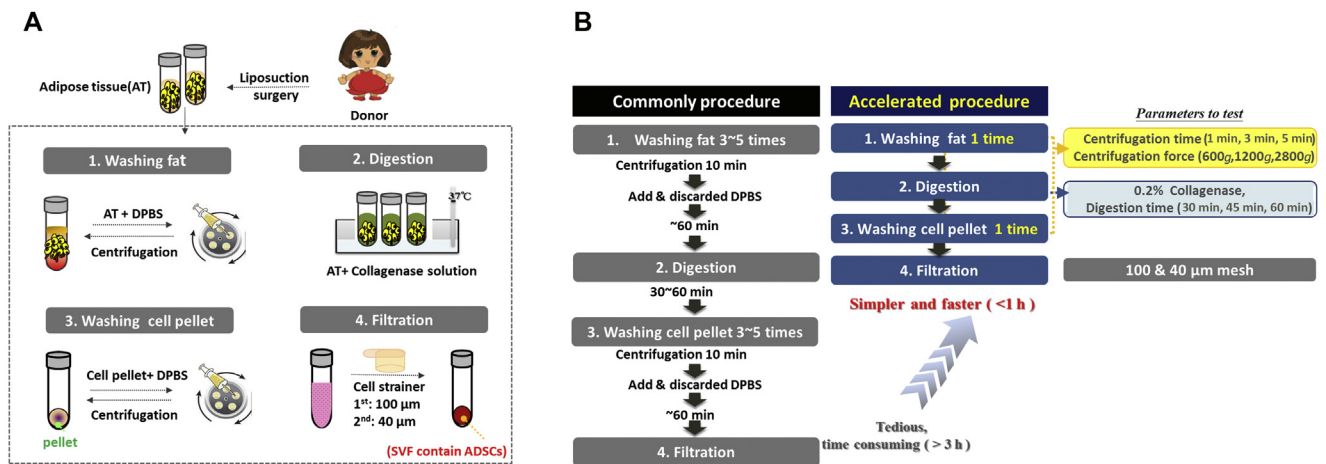 A
Adipose tissue(AT)
Liposuction
surgery
Donor
1. Washing fat
AT + DPBS
Centrifugation
2. Digestion
37℃
AT+ Collagenase solution
3. Washing cell pellet
Cell pellet+ DPBS
Centrifugation
pellet
4. Filtration
Cell strainer
1st: 100 µm
2nd: 40 µm
(SVF contain ADSCs)
B
Commonly procedure
1. Washing fat 3~5 times
Centrifugation 10 min
Add & discarded DPBS
~60 min
2. Digestion
30~60 min
3. Washing cell pellet 3~5 times
Centrifugation 10 min
Add & discarded DPBS
~60 min
4. Filtration
Accelerated procedure
1. Washing fat 1 time
2. Digestion
3. Washing cell pellet 1 time
4. Filtration
Simpler and faster ( <1 h )
Tedious,
time consuming ( > 3 h )
Parameters to test
Centrifugation time (1 min, 3 min, 5 min)
Centrifugation force (600g,1200g,2800g)
0.2% Collagenase,
Digestion time (30 min, 45 min, 60 min)
100 & 40 µm mesh